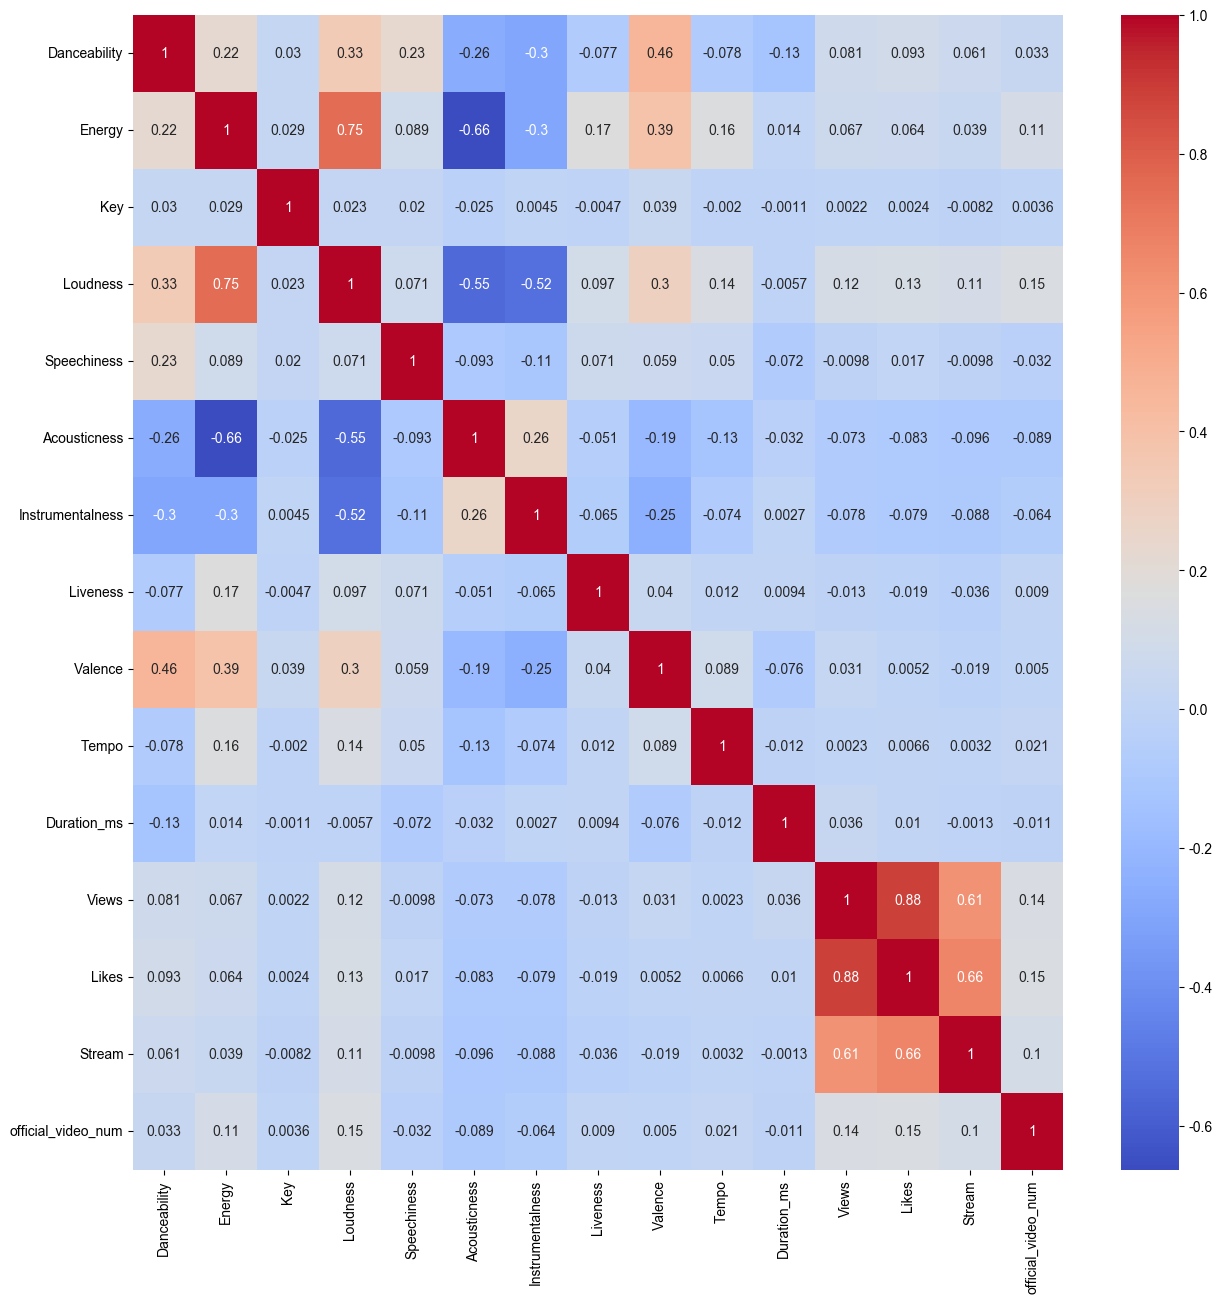 Danceability 1 0.22 0.03 0.33 0.23 -0.26 -0.3 -0.077 0.46 -0.078 -0.13 0.081 0.093 0.061 0.033
Energy 0.22 1 0.029 0.75 0.089 -0.66 -0.3 0.17 0.39 0.16 0.014 0.067 0.064 0.039 0.11
Key 0.03 0.029 1 0.023 0.02 -0.025 0.0045 -0.0047 0.039 -0.002 -0.0011 0.0022 0.0024 -0.0082 0.0036
Loudness 0.33 0.75 0.023 1 0.071 -0.55 -0.52 0.097 0.3 0.14 -0.0057 0.12 0.13 0.11 0.15
Speechiness 0.23 0.089 0.02 0.071 1 -0.093 -0.11 0.071 0.059 0.05 -0.072 -0.0098 0.017 -0.0098 -0.032
Acousticness -0.26 -0.66 -0.025 -0.55 -0.093 1 0.26 -0.051 -0.19 -0.13 -0.032 -0.073 -0.083 -0.096 -0.089
Instrumentalness -0.3 -0.3 0.0045 -0.52 -0.11 0.26 1 -0.065 -0.25 -0.074 0.0027 -0.078 -0.079 -0.088 -0.064
Liveness -0.077 0.17 -0.0047 0.097 0.071 -0.051 -0.065 1 0.04 0.012 0.0094 -0.013 -0.019 -0.036 0.009
Valence 0.46 0.39 0.039 0.3 0.059 -0.19 -0.25 0.04 1 0.089 -0.076 0.031 0.0052 -0.019 0.005
Tempo -0.078 0.16 -0.002 0.14 0.05 -0.13 -0.074 0.012 0.089 1 -0.012 0.0023 0.0066 0.0032 0.021
Duration_ms -0.13 0.014 -0.0011 -0.0057 -0.072 -0.032 0.0027 0.0094 -0.076 -0.012 1 0.036 0.01 -0.0013 -0.011
Views 0.081 0.067 0.0022 0.12 -0.0098 -0.073 -0.078 -0.013 0.031 0.0023 0.036 1 0.88 0.61 0.14
Likes 0.093 0.064 0.0024 0.13 0.017 -0.083 -0.079 -0.019 0.0052 0.0066 0.01 0.88 1 0.66 0.15
Stream 0.061 0.039 -0.0082 0.11 -0.0098 -0.096 -0.088 -0.036 -0.019 0.0032 -0.0013 0.61 0.66 1 0.1
official_video_num 0.033 0.11 0.0036 0.15 -0.032 -0.089 -0.064 0.009 0.005 0.021 -0.011 0.14 0.15 0.1 1
Danceability
Energy
Key
Loudness
Speechiness
Acousticness
Instrumentalness
Liveness
Valence
Tempo
Duration_ms
Views
Likes
Stream
official_video_num
1.0
0.8
0.6
0.4
0.2
0.0
-0.2
-0.4
-0.6